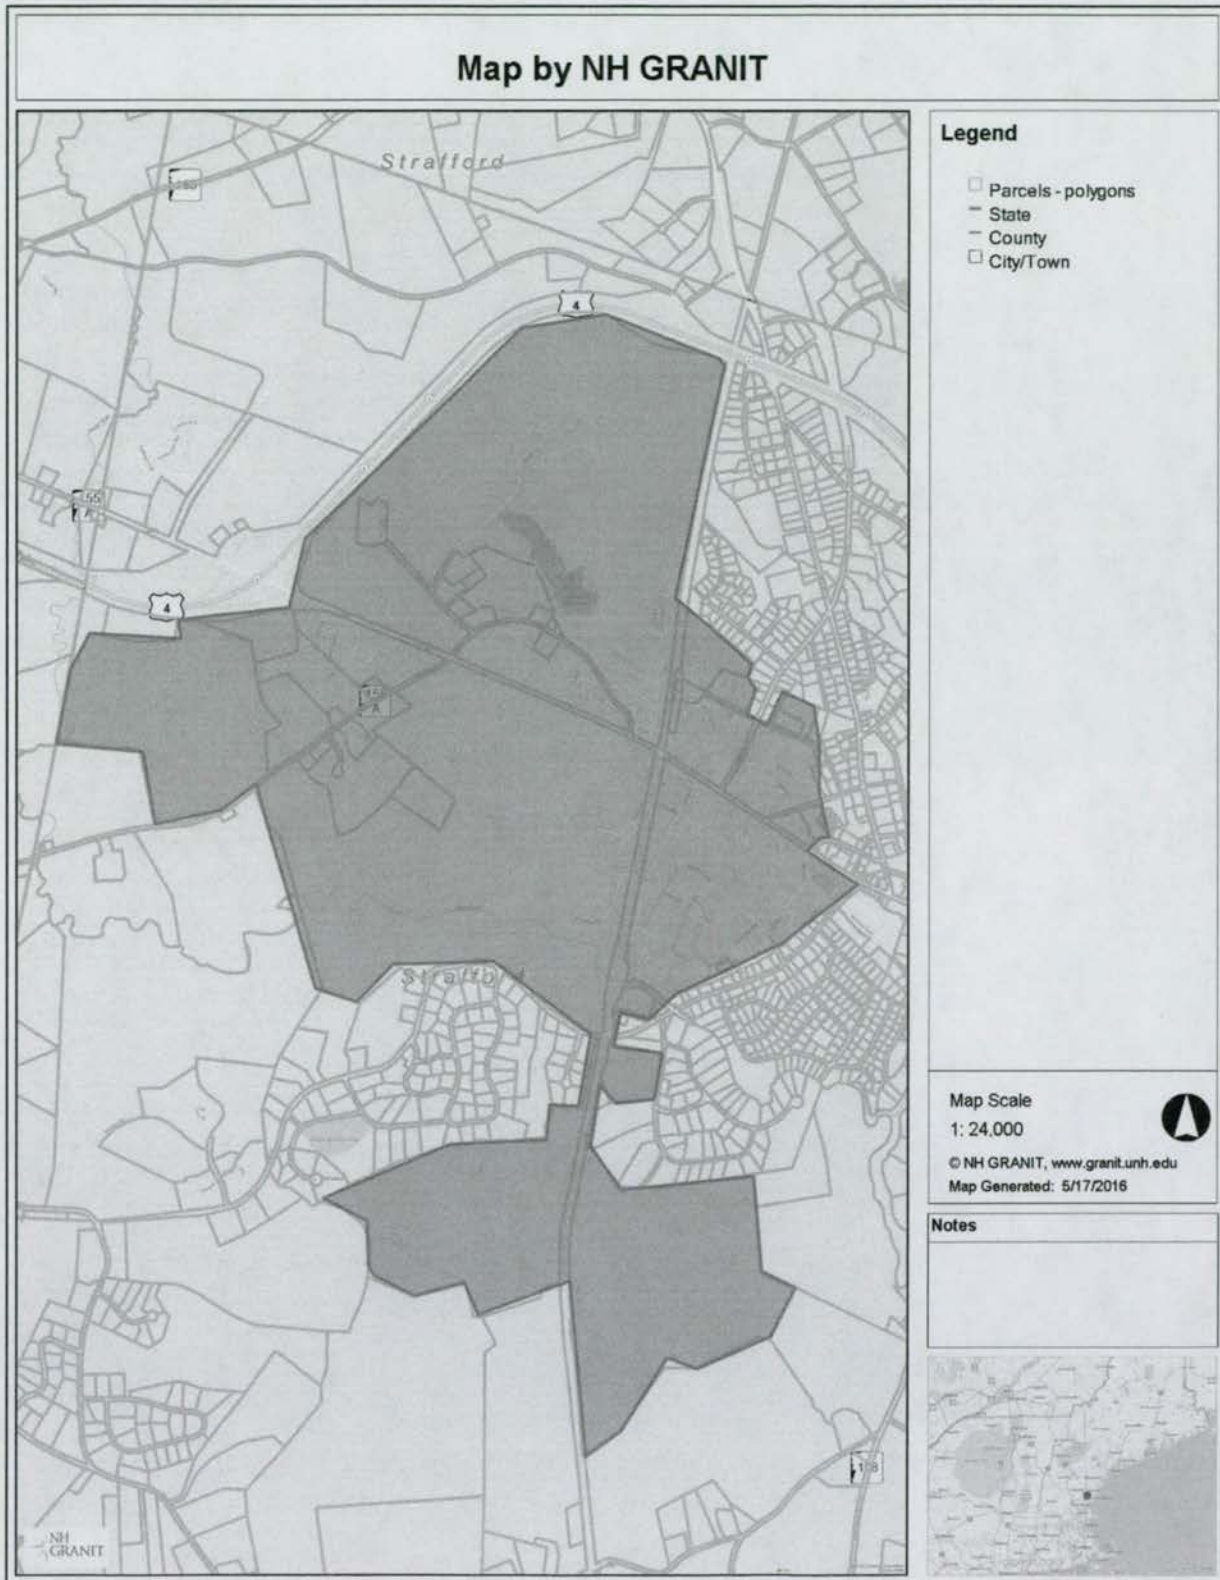 Map by NH GRANIT
Strafford
4
155
A
4
A
Strafford
108
NH
GRANIT
Legend
Parcels - polygons
State
County
City/Town
Map Scale
1: 24,000
© NH GRANIT, www.granit.unh.edu
Map Generated: 5/17/2016
Notes